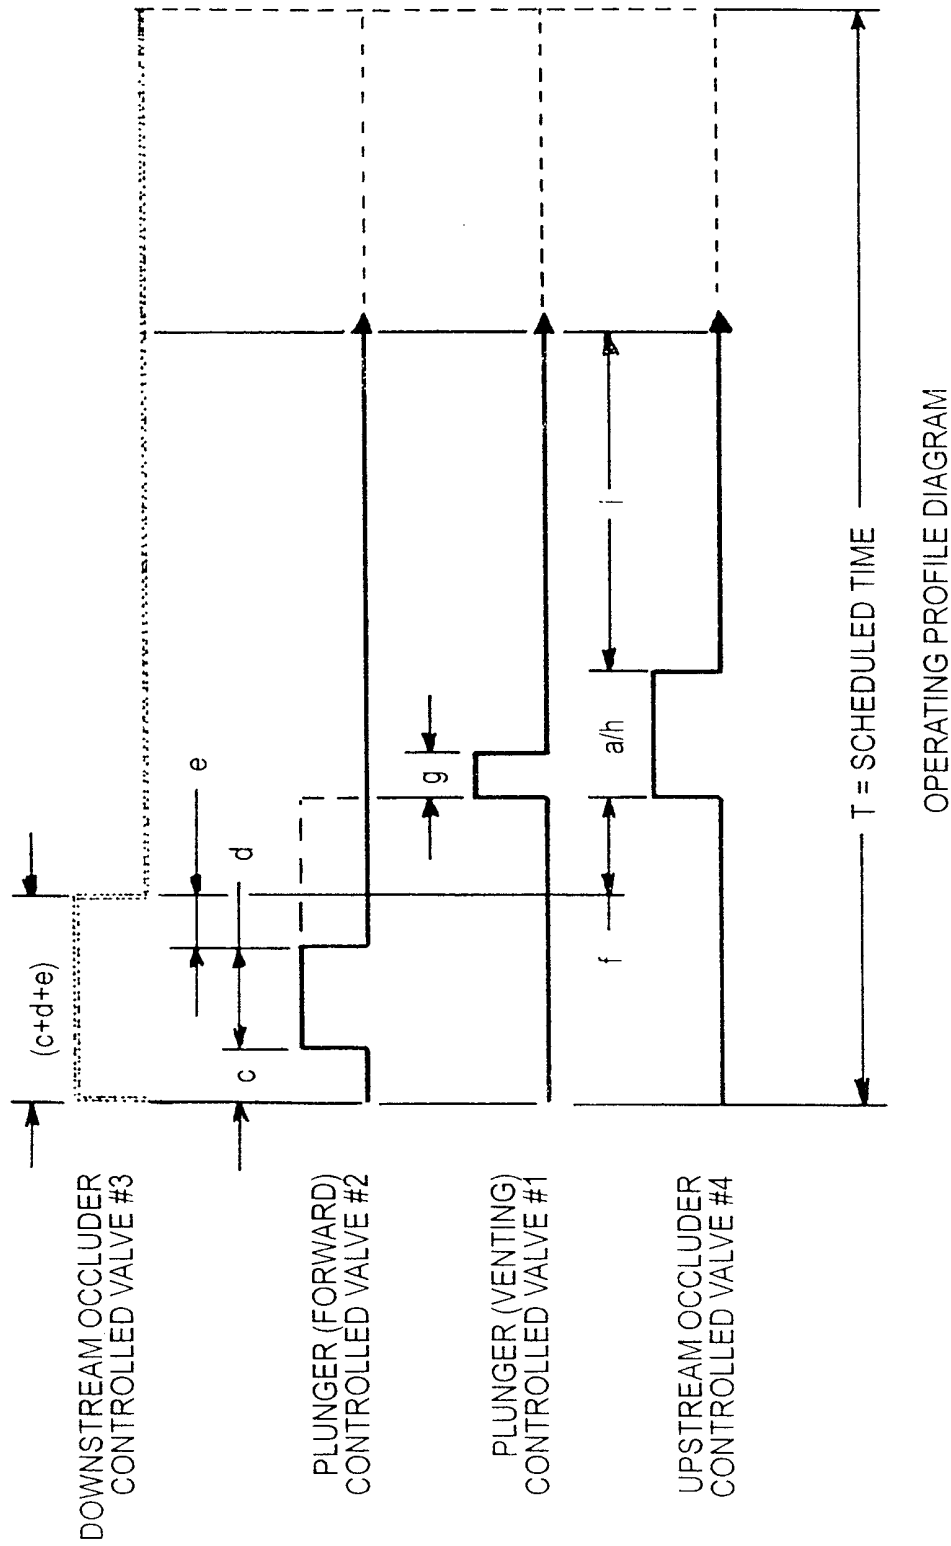 DOWNSTREAM OCCLUDER
CONTROLLED VALVE #3
(c+d+e)
PLUNGER (FORWARD)
CONTROLLED VALVE #2
c
d
e
PLUNGER (VENTING)
CONTROLLED VALVE #1
g
UPSTREAM OCCLUDER
CONTROLLED VALVE #4
f
a/h
i
T = SCHEDULED TIME
OPERATING PROFILE DIAGRAM